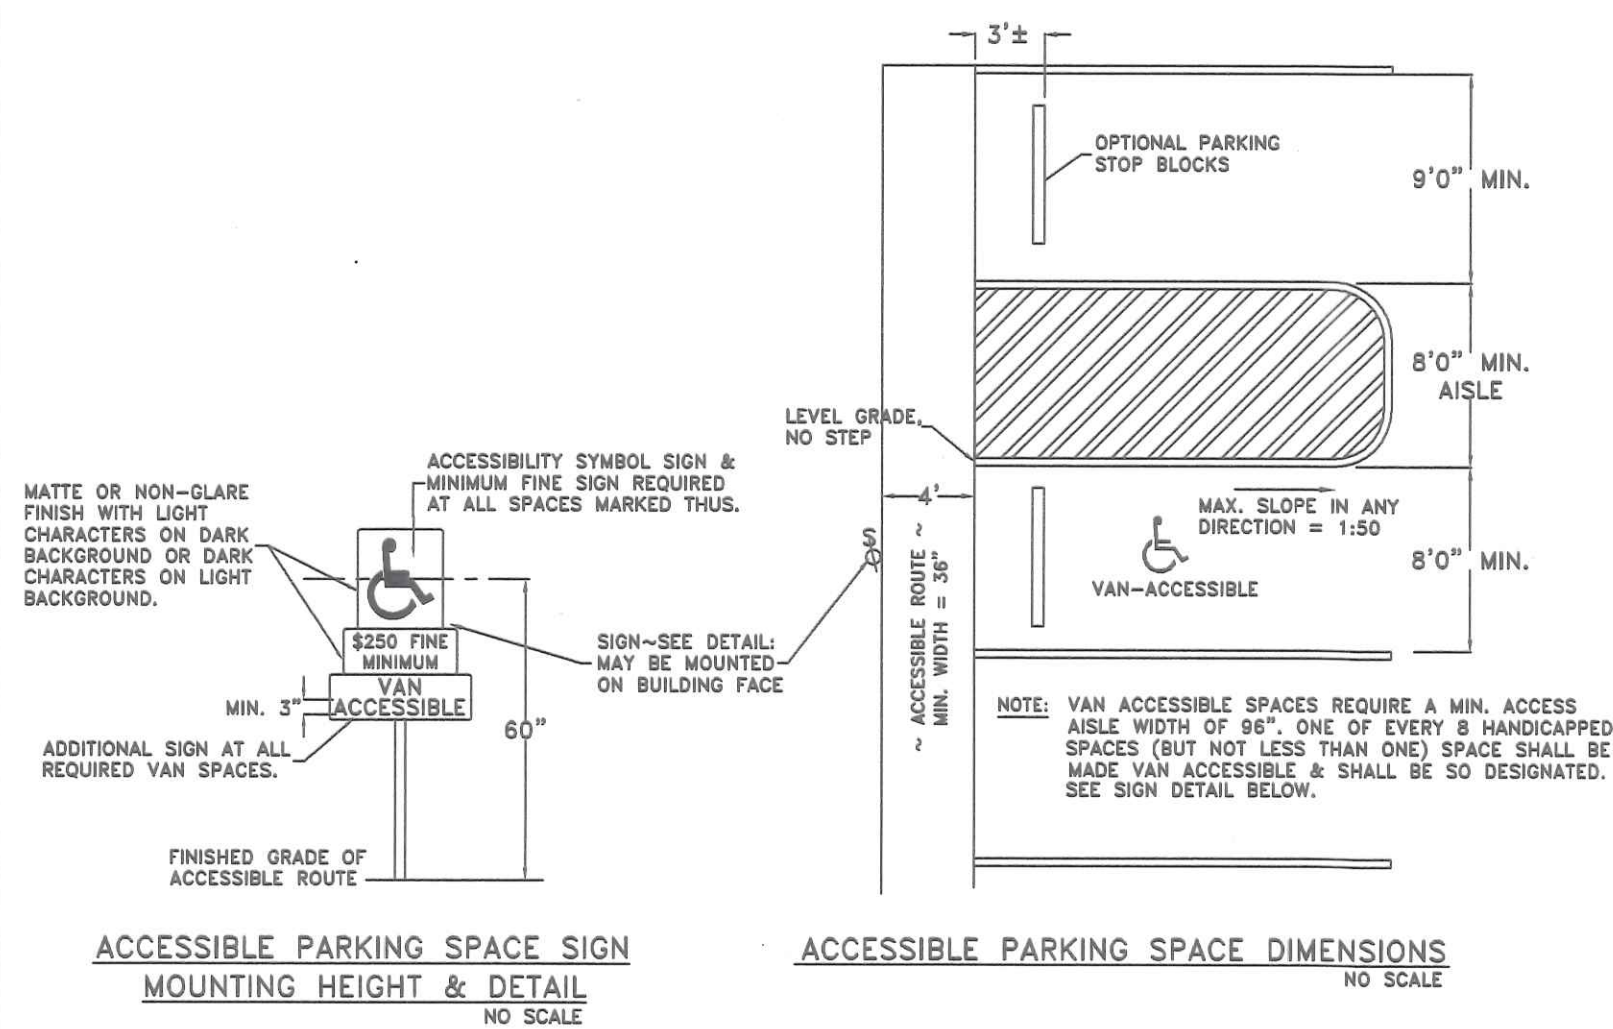 MATTE OR NON-GLARE
FINISH WITH LIGHT
CHARACTERS ON DARK
BACKGROUND OR DARK
CHARACTERS ON LIGHT
BACKGROUND.
ACCESSIBILITY SYMBOL SIGN &
MINIMUM FINE SIGN REQUIRED
AT ALL SPACES MARKED THUS.
$250 FINE
MINIMUM
VAN
ACCESSIBLE
MIN. 3"
ADDITIONAL SIGN AT ALL
REQUIRED VAN SPACES.
60"
SIGN~SEE DETAIL:
MAY BE MOUNTED
ON BUILDING FACE
FINISHED GRADE OF
ACCESSIBLE ROUTE
ACCESSIBLE PARKING SPACE SIGN
MOUNTING HEIGHT & DETAIL
NO SCALE
3'±
OPTIONAL PARKING
STOP BLOCKS
9'0" MIN.
8'0" MIN.
AISLE
LEVEL GRADE,
NO STEP
4'
S
~ ACCESSIBLE ROUTE ~
MIN. WIDTH = 36"
MAX. SLOPE IN ANY
DIRECTION = 1:50
VAN-ACCESSIBLE
8'0" MIN.
NOTE: VAN ACCESSIBLE SPACES REQUIRE A MIN. ACCESS
AISLE WIDTH OF 96". ONE OF EVERY 8 HANDICAPPED
SPACES (BUT NOT LESS THAN ONE) SPACE SHALL BE
MADE VAN ACCESSIBLE & SHALL BE SO DESIGNATED.
SEE SIGN DETAIL BELOW.
ACCESSIBLE PARKING SPACE DIMENSIONS
NO SCALE